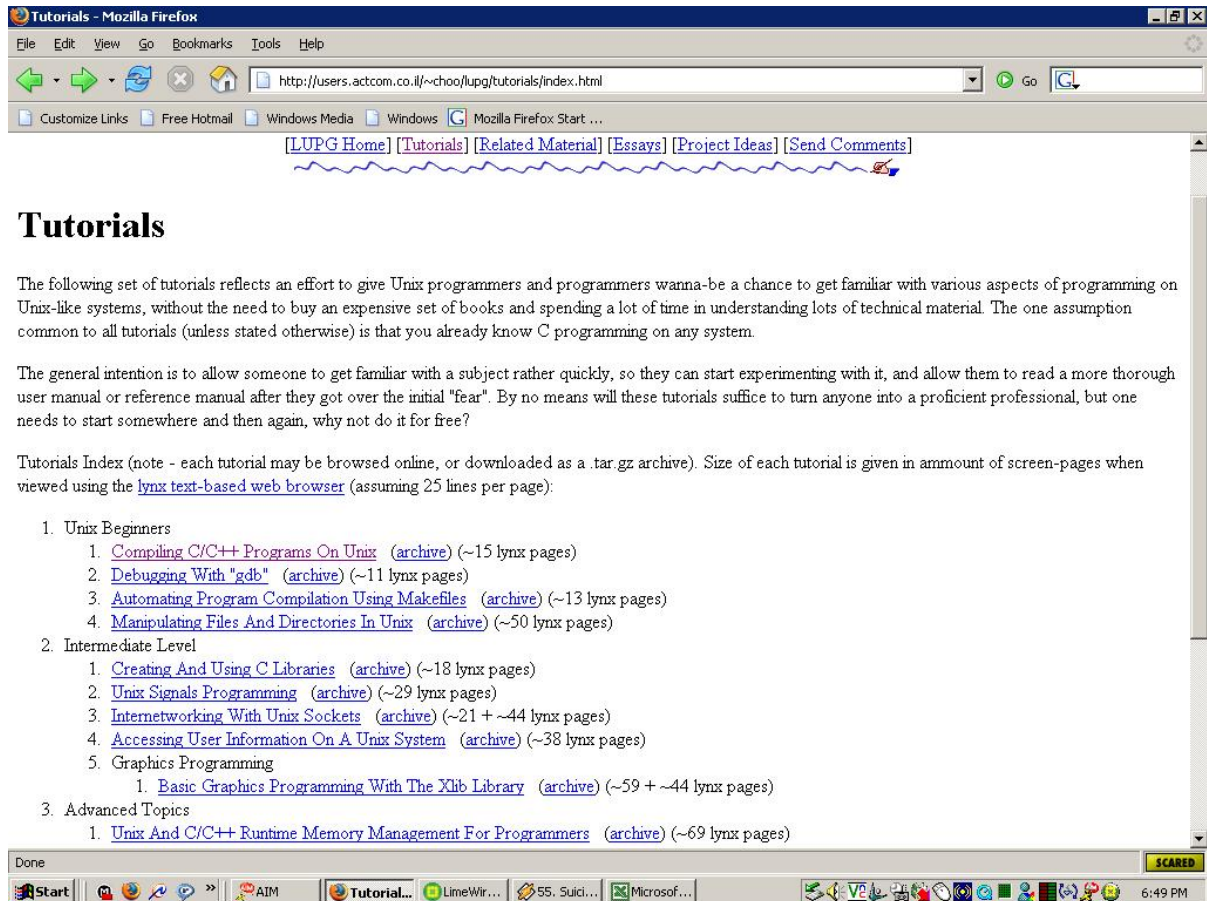 Tutorials - Mozilla Firefox
File Edit View Go Bookmarks Tools Help
http://users.actcom.co.il/~choo/lupg/tutorials/index.html
Go
G
Customize Links Free Hotmail Windows Media Windows G Mozilla Firefox Start ...
[LUPG Home] [Tutorials] [Related Material] [Essays] [Project Ideas] [Send Comments]
Tutorials
The following set of tutorials reflects an effort to give Unix programmers and programmers wanna-be a chance to get familiar with various aspects of programming on
Unix-like systems, without the need to buy an expensive set of books and spending a lot of time in understanding lots of technical material. The one assumption
common to all tutorials (unless stated otherwise) is that you already know C programming on any system.
The general intention is to allow someone to get familiar with a subject rather quickly, so they can start experimenting with it, and allow them to read a more thorough
user manual or reference manual after they got over the initial "fear". By no means will these tutorials suffice to turn anyone into a proficient professional, but one
needs to start somewhere and then again, why not do it for free?
Tutorials Index (note - each tutorial may be browsed online, or downloaded as a .tar.gz archive). Size of each tutorial is given in ammount of screen-pages when
viewed using the lynx text-based web browser (assuming 25 lines per page):
1. Unix Beginners
1. Compiling C/C++ Programs On Unix (archive) (~15 lynx pages)
2. Debugging With "gdb" (archive) (~11 lynx pages)
3. Automating Program Compilation Using Makefiles (archive) (~13 lynx pages)
4. Manipulating Files And Directories In Unix (archive) (~50 lynx pages)
2. Intermediate Level
1. Creating And Using C Libraries (archive) (~18 lynx pages)
2. Unix Signals Programming (archive) (~29 lynx pages)
3. Internetworking With Unix Sockets (archive) (~21 + ~44 lynx pages)
4. Accessing User Information On A Unix System (archive) (~38 lynx pages)
5. Graphics Programming
1. Basic Graphics Programming With The Xlib Library (archive) (~59 + ~44 lynx pages)
3. Advanced Topics
1. Unix And C/C++ Runtime Memory Management For Programmers (archive) (~69 lynx pages)
Done
SCARED
Start » AIM Tutorial... LimeWir... 55. Suici... Microsof... 6:49 PM